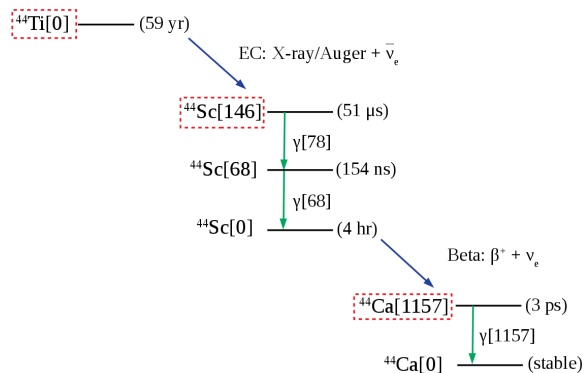 ⁴⁴Ti[0] (59 yr)
EC: X-ray/Auger + ν̅ₑ
⁴⁴Sc[146] (51 μs)
γ[78]
⁴⁴Sc[68] (154 ns)
γ[68]
⁴⁴Sc[0] (4 hr)
Beta: β⁺ + νₑ
⁴⁴Ca[1157] (3 ps)
γ[1157]
⁴⁴Ca[0] (stable)